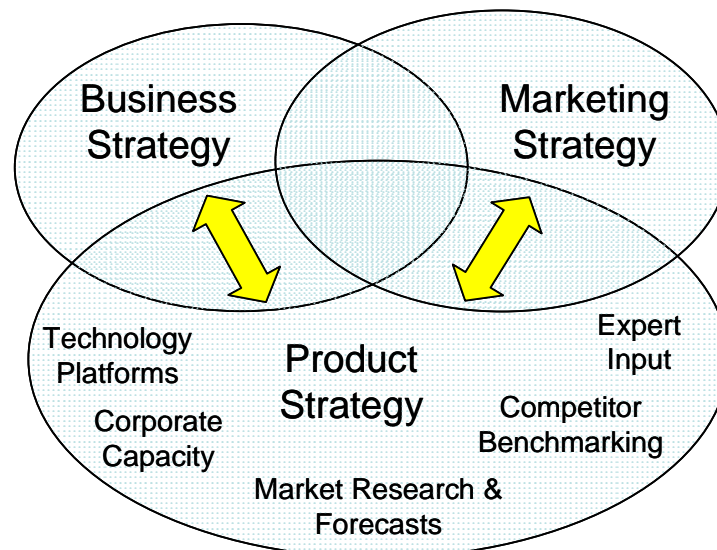 Business
Strategy
Marketing
Strategy
Technology
Platforms
Product
Strategy
Expert
Input
Corporate
Capacity
Competitor
Benchmarking
Market Research &
Forecasts